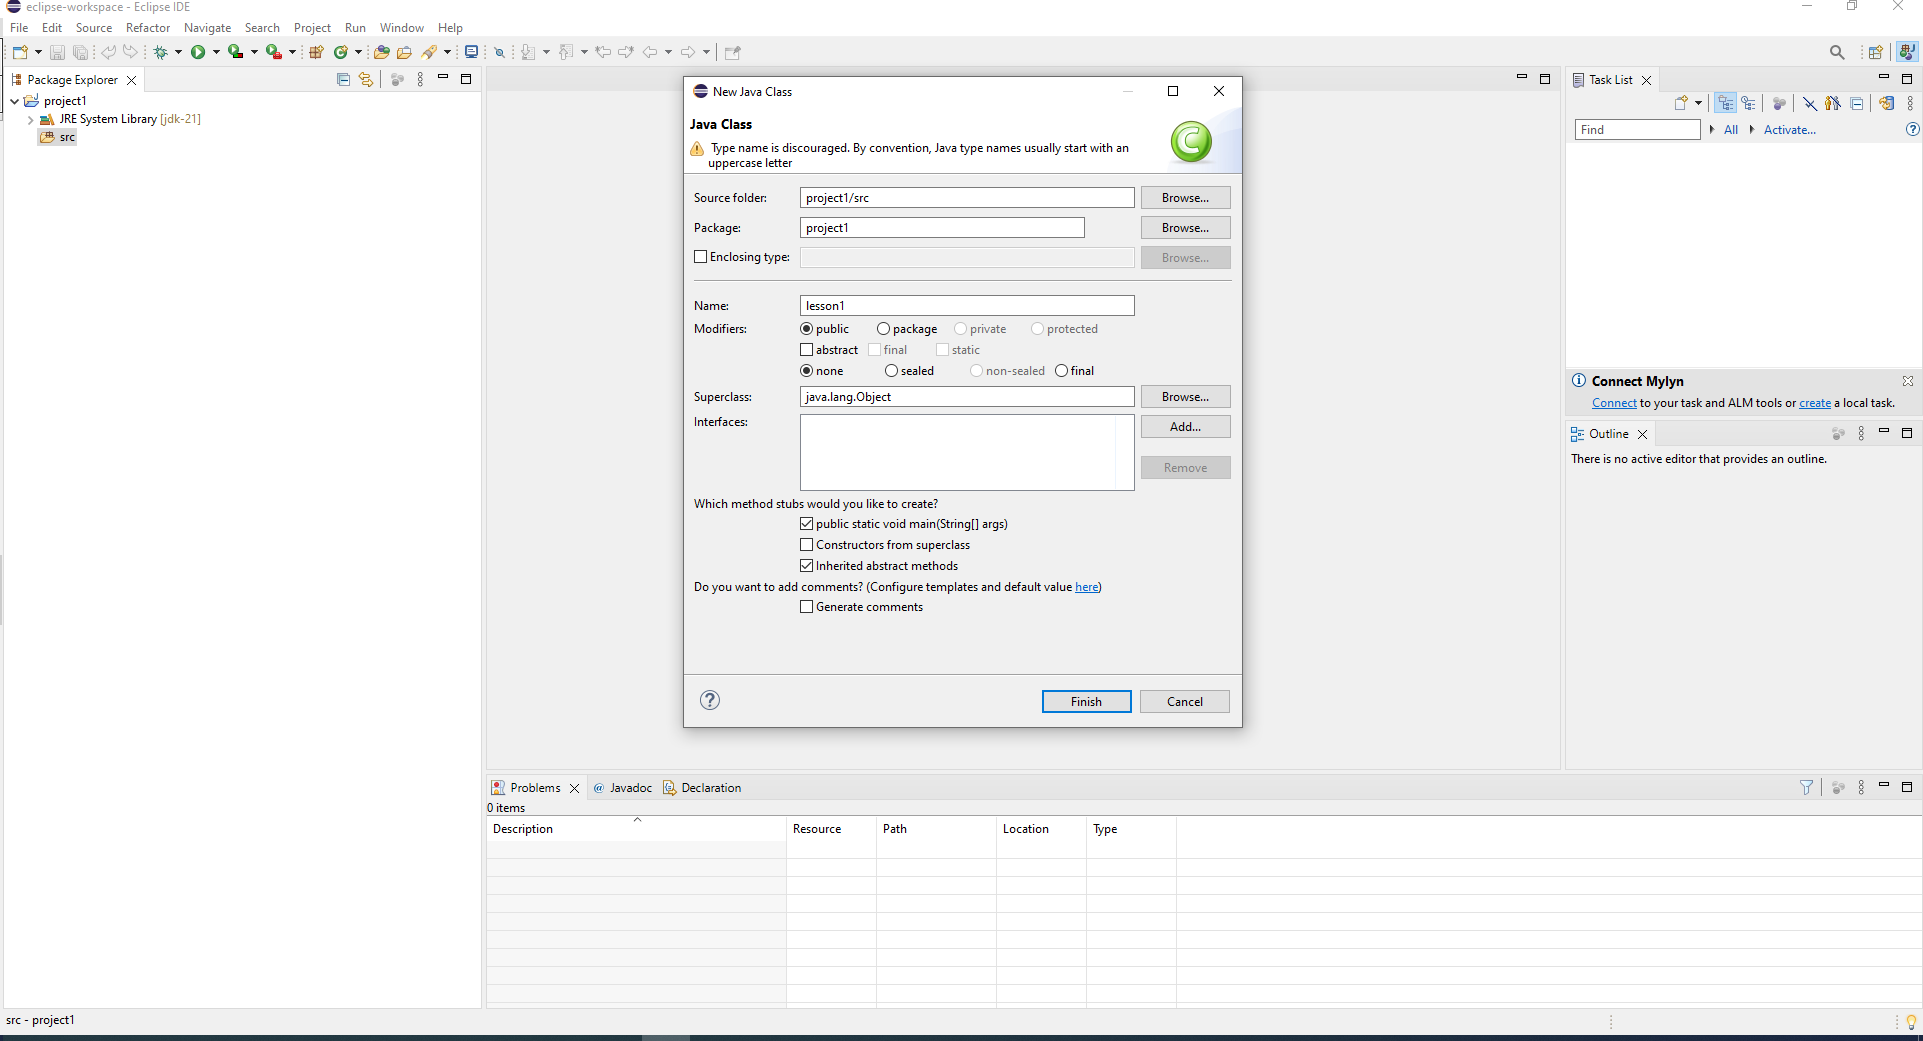 eclipse-workspace - Eclipse IDE
File Edit Source Refactor Navigate Search Project Run Window Help
Package Explorer
project1
JRE System Library [jdk-21]
src
New Java Class
Java Class
Type name is discouraged. By convention, Java type names usually start with an
uppercase letter
Source folder: project1/src Browse...
Package: project1 Browse...
Enclosing type: Browse...
Name: lesson1
Modifiers: public package private protected
abstract final static
none sealed non-sealed final
Superclass: java.lang.Object Browse...
Interfaces: Add...
Remove
Which method stubs would you like to create?
public static void main(String[] args)
Constructors from superclass
Inherited abstract methods
Do you want to add comments? (Configure templates and default value here)
Generate comments
Finish Cancel
Task List
Find All Activate...
Connect Mylyn
Connect to your task and ALM tools or create a local task.
Outline
There is no active editor that provides an outline.
Problems @ Javadoc Declaration
0 items
Description Resource Path Location Type
src - project1